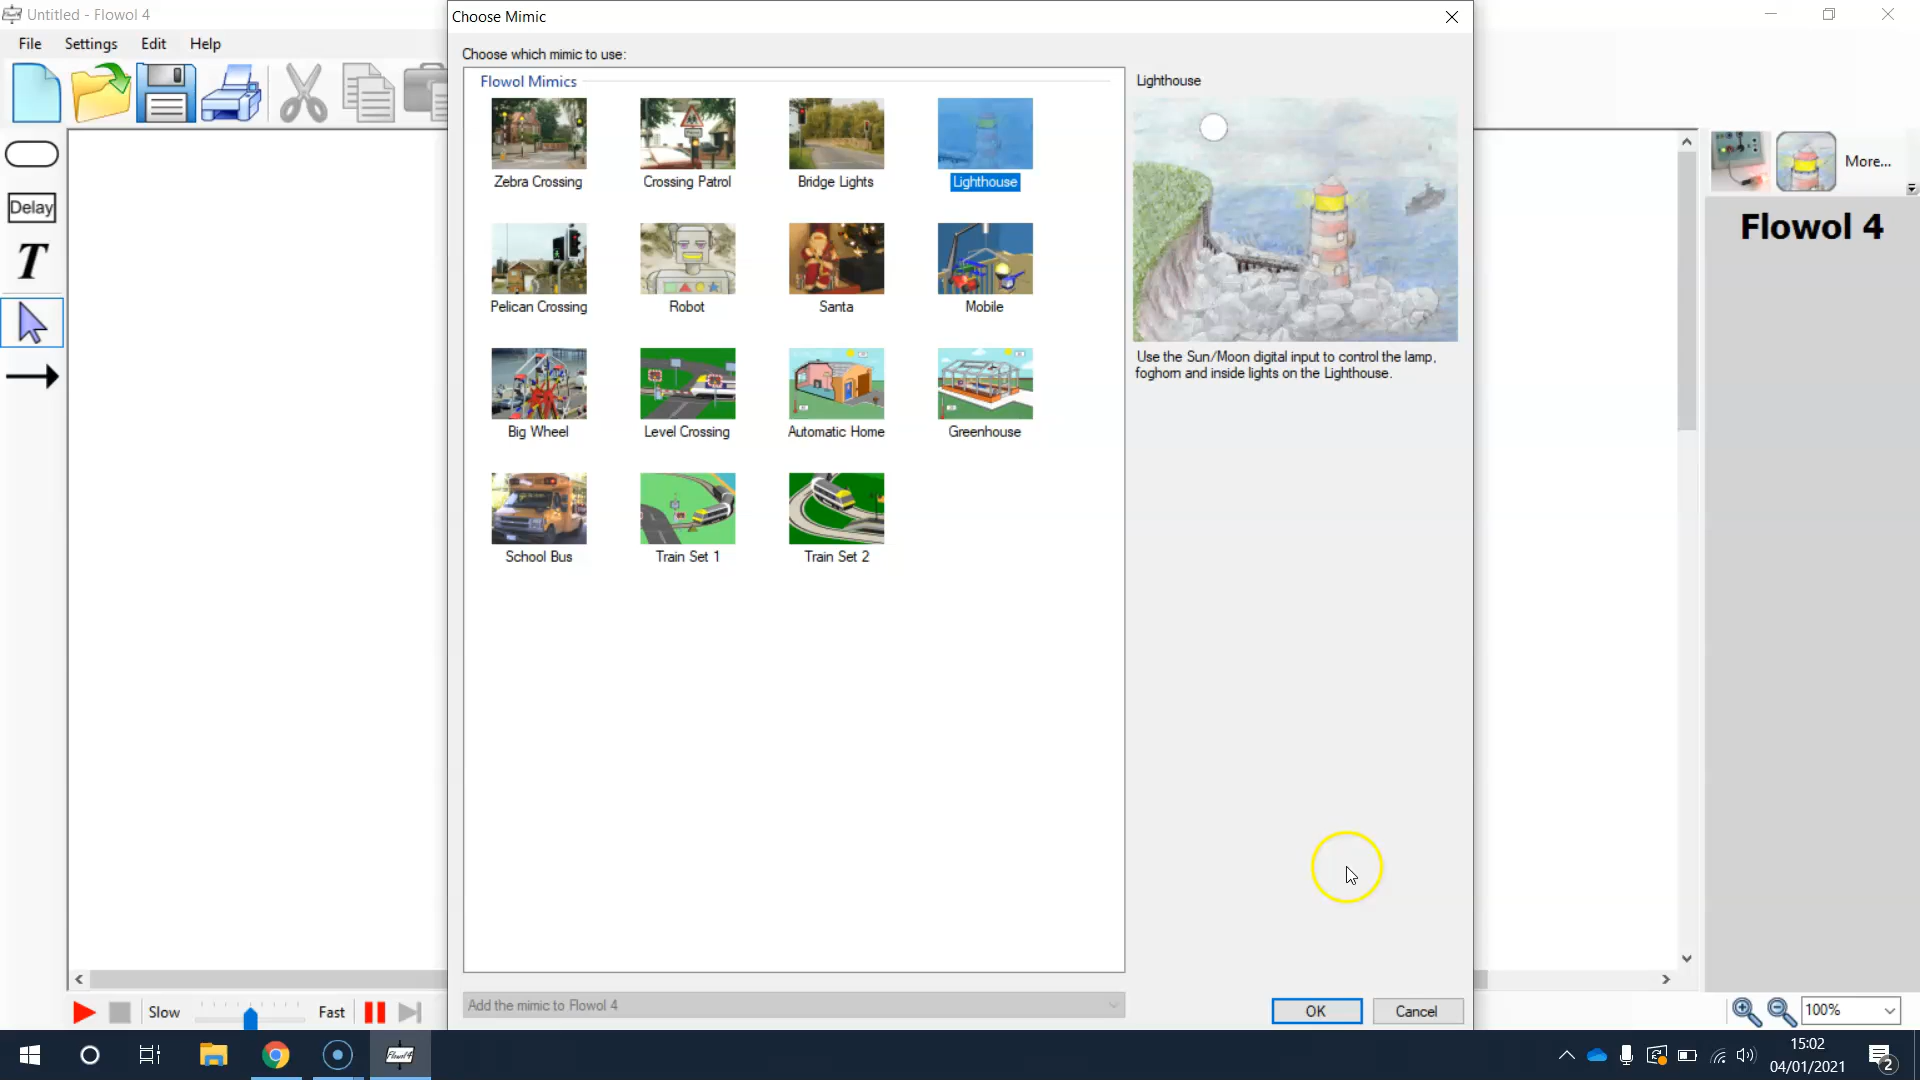 Untitled - Flowol 4
File
Settings
Edit
Help
Delay
T
Choose Mimic
Choose which mimic to use:
Flowol Mimics
Zebra Crossing
Crossing Patrol
Bridge Lights
Lighthouse
Pelican Crossing
Robot
Santa
Mobile
Big Wheel
Level Crossing
Automatic Home
Greenhouse
School Bus
Train Set 1
Train Set 2
Add the mimic to Flowol 4
Lighthouse
Use the Sun/Moon digital input to control the lamp,
foghorn and inside lights on the Lighthouse.
OK
Cancel
More...
Flowol 4
Slow
Fast
100%
Flowol4
15:02
04/01/2021
2